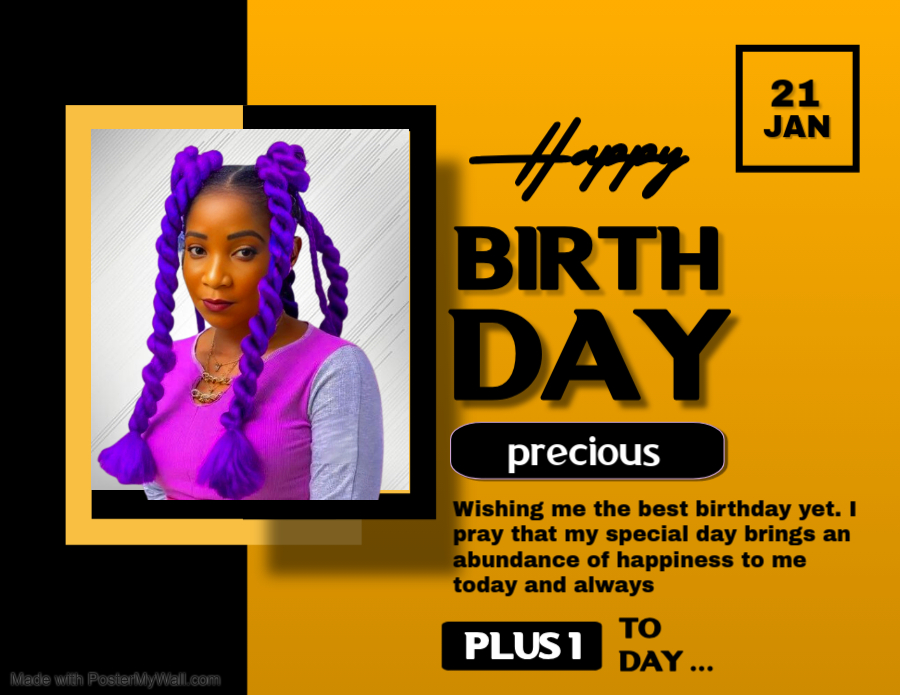 21
JAN
Happy
BIRTH
DAY
precious
Wishing me the best birthday yet. I
pray that my special day brings an
abundance of happiness to me
today and always
PLUS 1
TO
DAY ...
Made with PosterMyWall.com